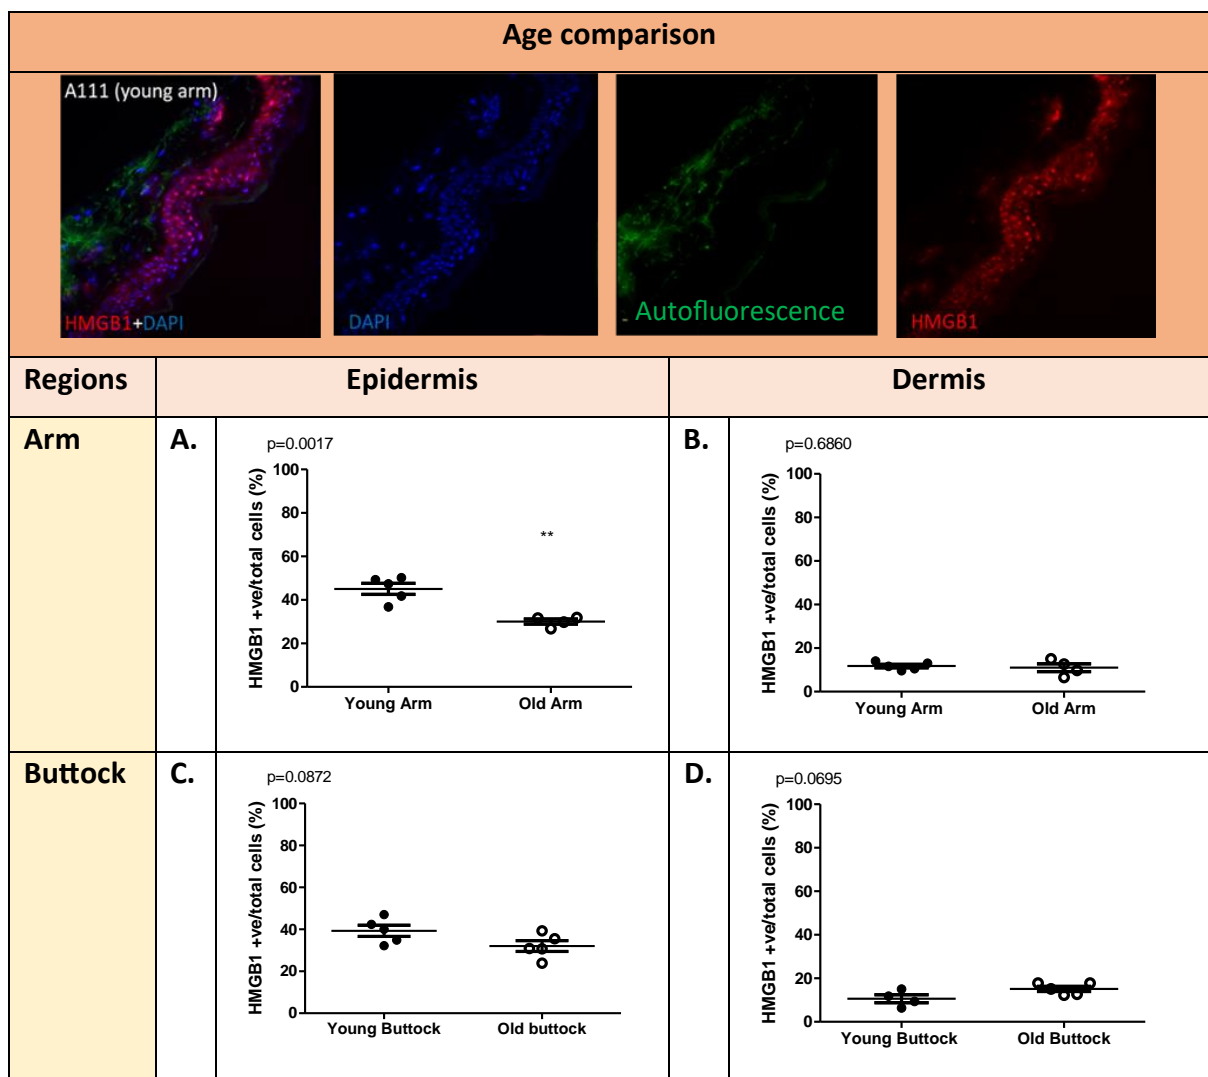 Age comparison
A111 (young arm)
HMGB1+DAPI
DAPI
Autofluorescence
HMGB1
Regions
Epidermis
Dermis
Arm
A.
p=0.0017
HMGB1 +ve/total cells (%)
100
80
60
40
20
0
**
Young Arm
Old Arm
B.
p=0.6860
HMGB1 +ve/total cells (%)
100
80
60
40
20
0
Young Arm
Old Arm
Buttock
C.
p=0.0872
HMGB1 +ve/total cells (%)
100
80
60
40
20
0
Young Buttock
Old buttock
D.
p=0.0695
HMGB1 +ve/total cells (%)
100
80
60
40
20
0
Young Buttock
Old Buttock